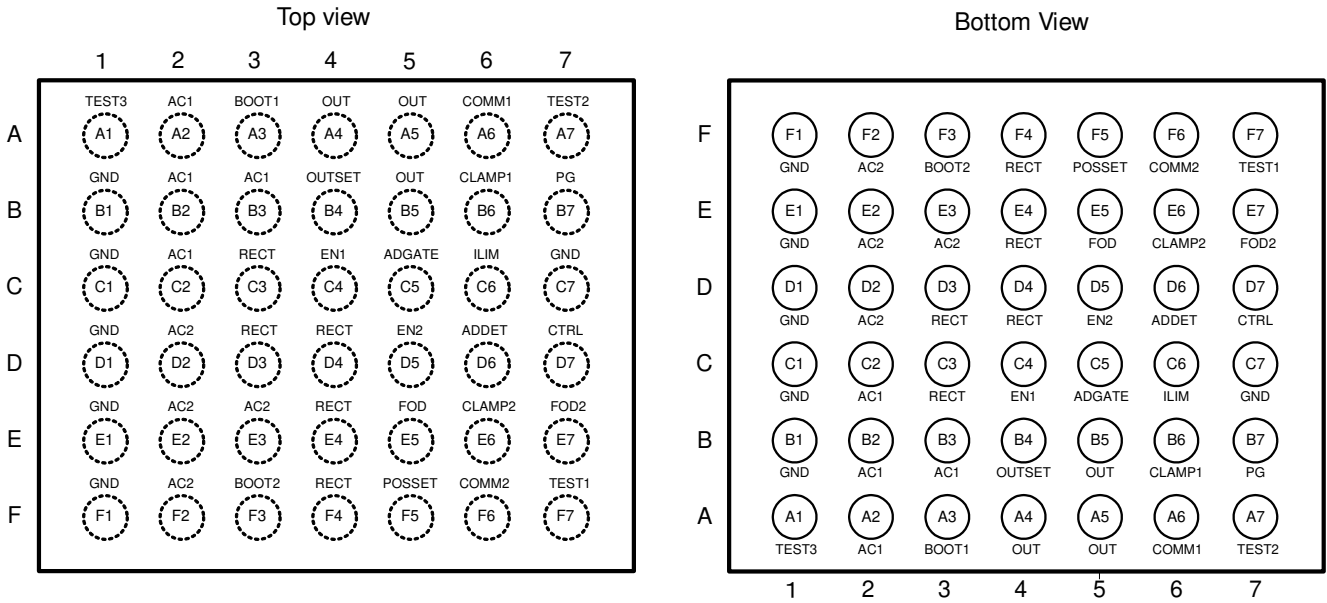 Top view
1 2 3 4 5 6 7
TEST3 AC1 BOOT1 OUT OUT COMM1 TEST2
A A1 A2 A3 A4 A5 A6 A7
GND AC1 AC1 OUTSET OUT CLAMP1 PG
B B1 B2 B3 B4 B5 B6 B7
GND AC1 RECT EN1 ADGATE ILIM GND
C C1 C2 C3 C4 C5 C6 C7
GND AC2 RECT RECT EN2 ADDET CTRL
D D1 D2 D3 D4 D5 D6 D7
GND AC2 AC2 RECT FOD CLAMP2 FOD2
E E1 E2 E3 E4 E5 E6 E7
GND AC2 BOOT2 RECT POSSET COMM2 TEST1
F F1 F2 F3 F4 F5 F6 F7
Bottom View
F F1 F2 F3 F4 F5 F6 F7
GND AC2 BOOT2 RECT POSSET COMM2 TEST1
E E1 E2 E3 E4 E5 E6 E7
GND AC2 AC2 RECT FOD CLAMP2 FOD2
D D1 D2 D3 D4 D5 D6 D7
GND AC2 RECT RECT EN2 ADDET CTRL
C C1 C2 C3 C4 C5 C6 C7
GND AC1 RECT EN1 ADGATE ILIM GND
B B1 B2 B3 B4 B5 B6 B7
GND AC1 AC1 OUTSET OUT CLAMP1 PG
A A1 A2 A3 A4 A5 A6 A7
TEST3 AC1 BOOT1 OUT OUT COMM1 TEST2
1 2 3 4 5 6 7